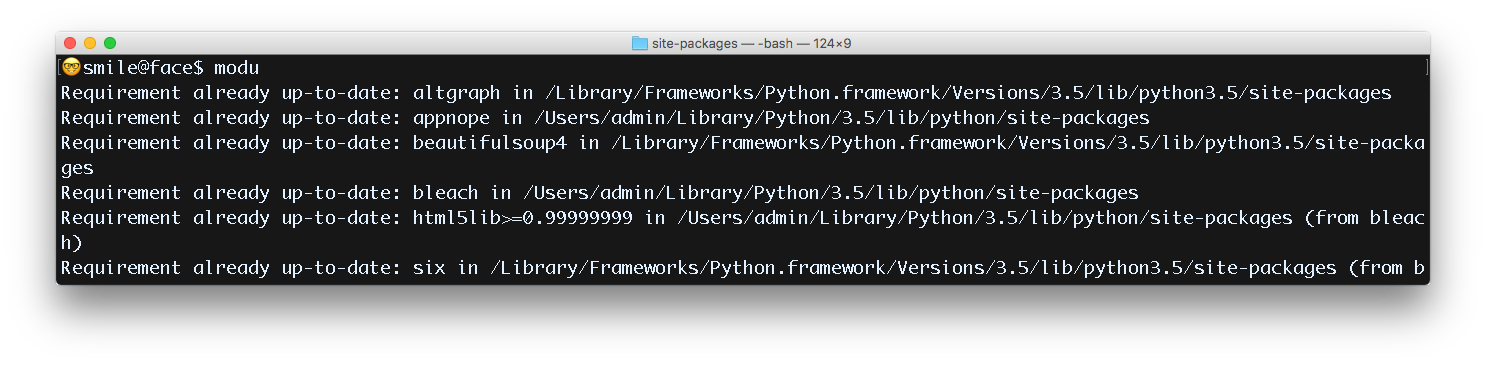 site-packages — -bash — 124×9
[🤓smile@face$ modu ]
Requirement already up-to-date: altgraph in /Library/Frameworks/Python.framework/Versions/3.5/lib/python3.5/site-packages
Requirement already up-to-date: appnope in /Users/admin/Library/Python/3.5/lib/python/site-packages
Requirement already up-to-date: beautifulsoup4 in /Library/Frameworks/Python.framework/Versions/3.5/lib/python3.5/site-packa
ges
Requirement already up-to-date: bleach in /Users/admin/Library/Python/3.5/lib/python/site-packages
Requirement already up-to-date: html5lib>=0.99999999 in /Users/admin/Library/Python/3.5/lib/python/site-packages (from bleac
h)
Requirement already up-to-date: six in /Library/Frameworks/Python.framework/Versions/3.5/lib/python3.5/site-packages (from b